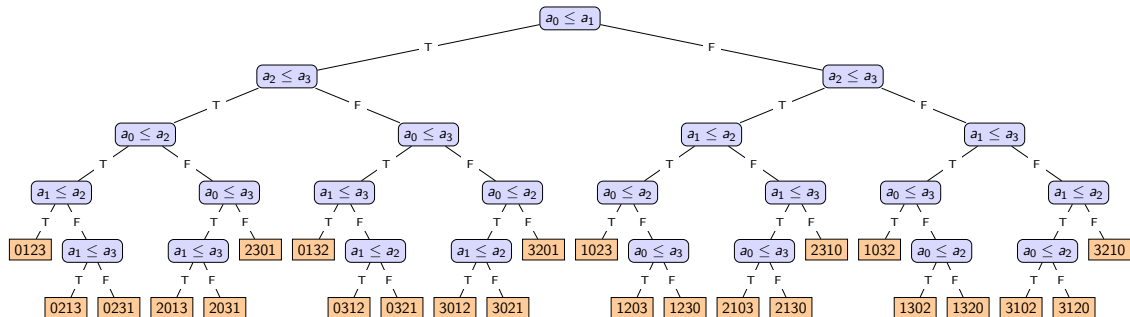 a₀ ≤ a₁
T F
a₂ ≤ a₃ a₂ ≤ a₃
T F T F
a₀ ≤ a₂ a₀ ≤ a₃ a₁ ≤ a₂ a₁ ≤ a₃
T F T F T F T F
a₁ ≤ a₂ a₀ ≤ a₃ a₁ ≤ a₃ a₀ ≤ a₂ a₀ ≤ a₂ a₁ ≤ a₃ a₀ ≤ a₃ a₁ ≤ a₂
T F T F T F T F T F T F T F T F
0123 a₁ ≤ a₃ a₁ ≤ a₃ 2301 0132 a₁ ≤ a₂ a₁ ≤ a₂ 3201 1023 a₀ ≤ a₃ a₀ ≤ a₃ 2310 1032 a₀ ≤ a₂ a₀ ≤ a₂ 3210
T F T F T F T F T F T F T F T F
0213 0231 2013 2031 0312 0321 3012 3021 1203 1230 2103 2130 1302 1320 3102 3120